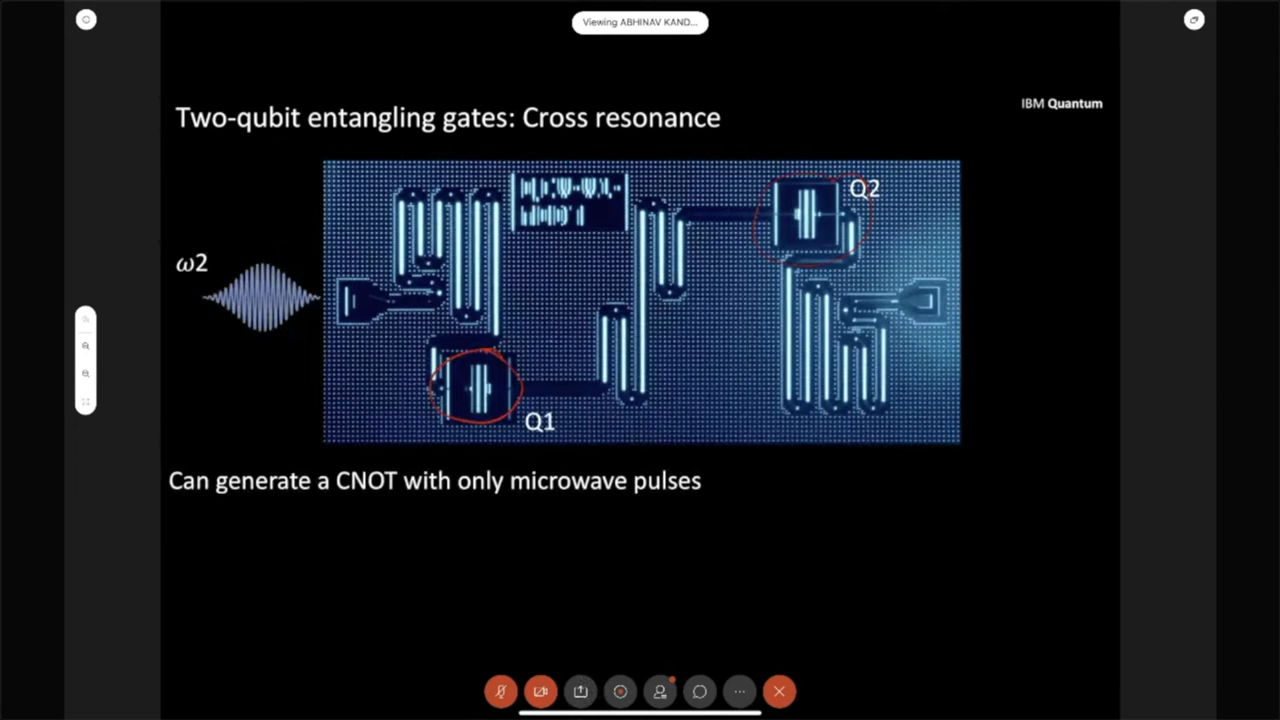 Viewing ABHINAV KAND...
IBM Quantum
Two-qubit entangling gates: Cross resonance
Q2
ω2
Q1
Can generate a CNOT with only microwave pulses